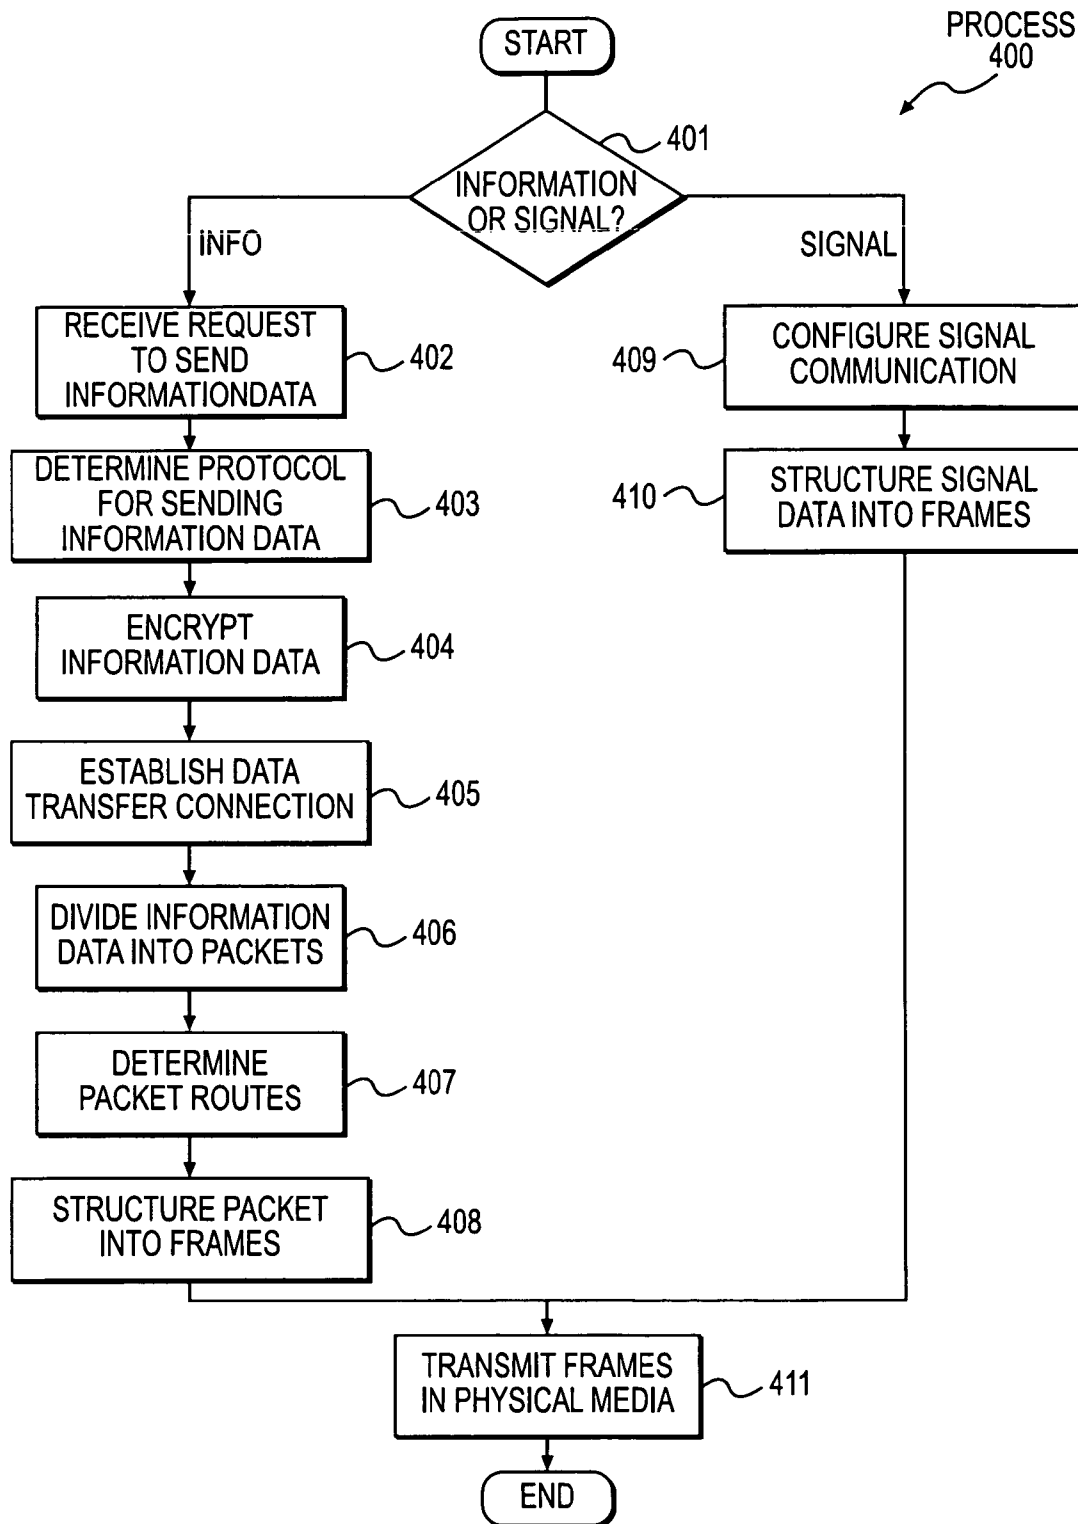 START
PROCESS
400
401
INFORMATION
OR SIGNAL?
INFO
SIGNAL
RECEIVE REQUEST
TO SEND
INFORMATIONDATA
402
DETERMINE PROTOCOL
FOR SENDING
INFORMATION DATA
403
ENCRYPT
INFORMATION DATA
404
ESTABLISH DATA
TRANSFER CONNECTION
405
DIVIDE INFORMATION
DATA INTO PACKETS
406
DETERMINE
PACKET ROUTES
407
STRUCTURE PACKET
INTO FRAMES
408
CONFIGURE SIGNAL
COMMUNICATION
409
STRUCTURE SIGNAL
DATA INTO FRAMES
410
TRANSMIT FRAMES
IN PHYSICAL MEDIA
411
END